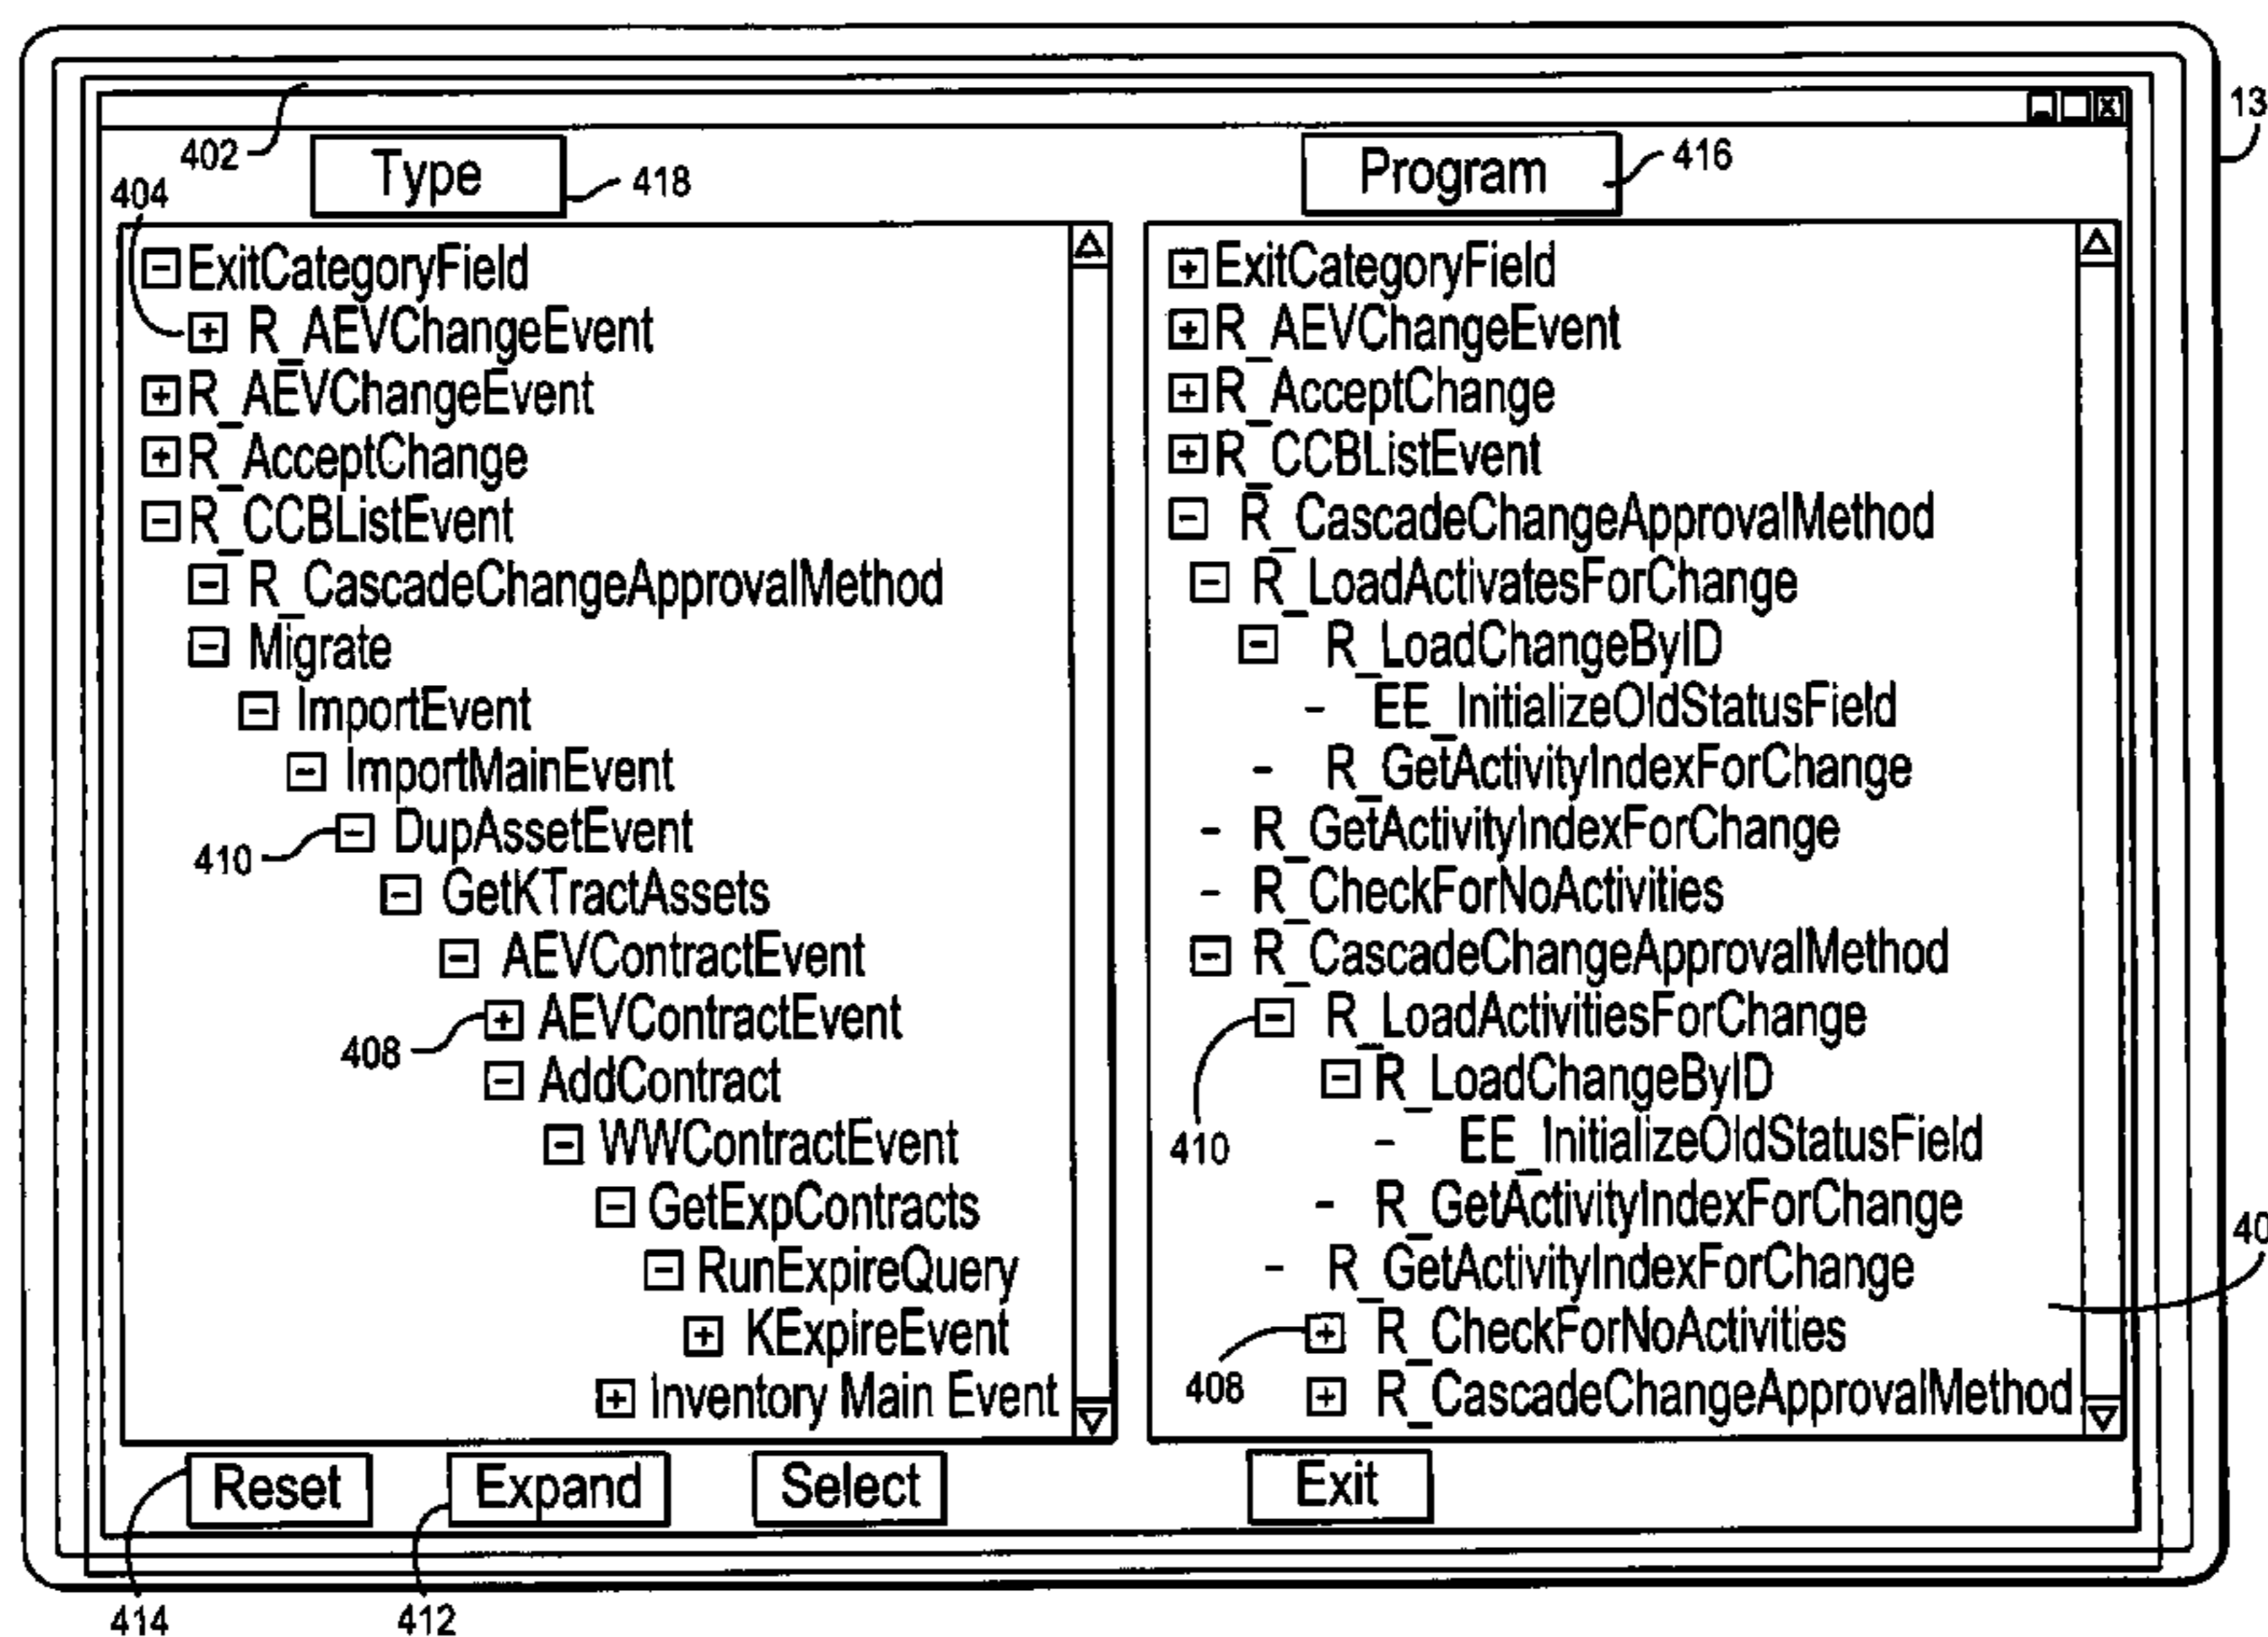 13
402
Type
418
Program
416
404
⊟ ExitCategoryField
⊞ R_AEVChangeEvent
⊞ R_AEVChangeEvent
⊞ R_AcceptChange
⊟ R_CCBListEvent
⊟ R_CascadeChangeApprovalMethod
⊟ Migrate
⊟ ImportEvent
⊟ ImportMainEvent
410
⊟ DupAssetEvent
⊟ GetKTractAssets
⊟ AEVContractEvent
408
⊞ AEVContractEvent
⊟ AddContract
⊟ WWContractEvent
⊟ GetExpContracts
⊟ RunExpireQuery
⊞ KExpireEvent
⊞ Inventory Main Event
⊞ ExitCategoryField
⊞ R_AEVChangeEvent
⊞ R_AcceptChange
⊞ R_CCBListEvent
⊟ R_CascadeChangeApprovalMethod
⊟ R_LoadActivatesForChange
⊟ R_LoadChangeByID
- EE_InitializeOldStatusField
- R_GetActivityIndexForChange
- R_GetActivityIndexForChange
- R_CheckForNoActivities
⊟ R_CascadeChangeApprovalMethod
⊟ R_LoadActivitiesForChange
⊟ R_LoadChangeByID
410
- EE_InitializeOldStatusField
- R_GetActivityIndexForChange
40
- R_GetActivityIndexForChange
⊞ R_CheckForNoActivities
408
⊞ R_CascadeChangeApprovalMethod
Reset
Expand
Select
Exit
414
412